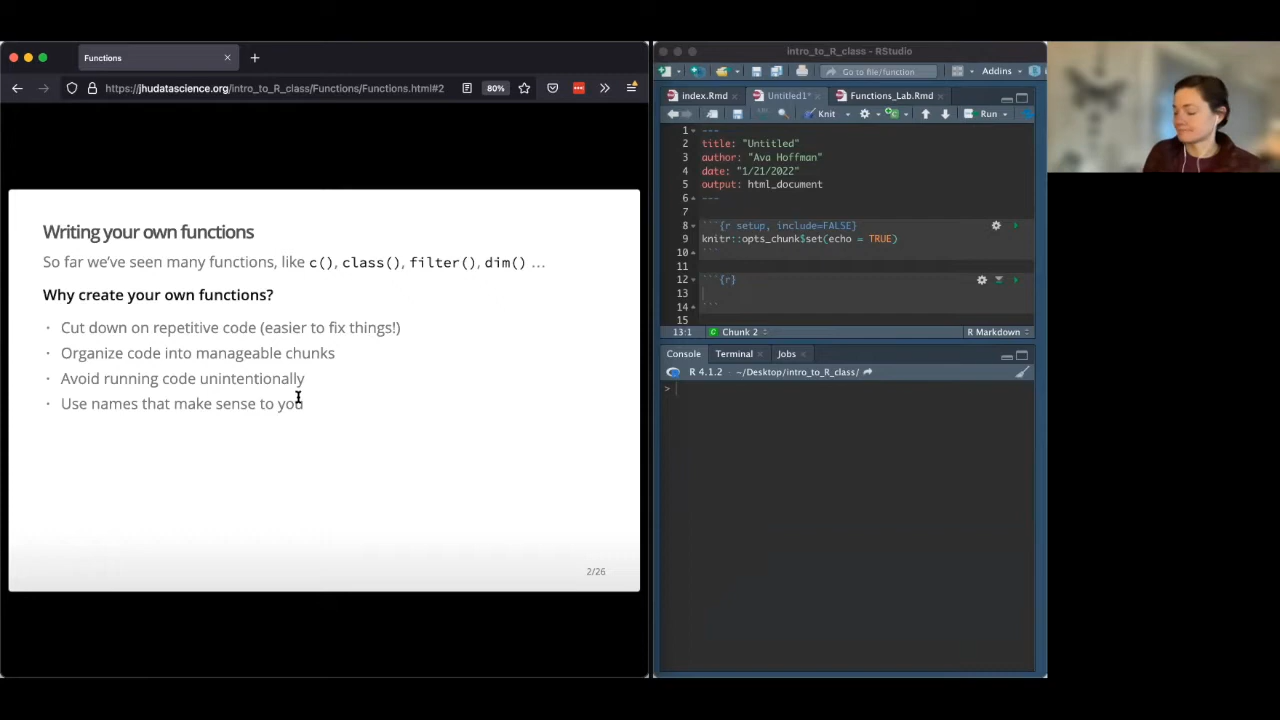 Functions
https://jhudatascience.org/intro_to_R_class/Functions/Functions.html#2
80%
Writing your own functions
So far we've seen many functions, like c(), class(), filter(), dim() …
Why create your own functions?
· Cut down on repetitive code (easier to fix things!)
· Organize code into manageable chunks
· Avoid running code unintentionally
· Use names that make sense to you
2/26
intro_to_R_class - RStudio
Go to file/function
Addins
index.Rmd
Untitled1*
Functions_Lab.Rmd
Knit
Run
1 ---
2 title: "Untitled"
3 author: "Ava Hoffman"
4 date: "1/21/2022"
5 output: html_document
6 ---
7
8 ```{r setup, include=FALSE}
9 knitr::opts_chunk$set(echo = TRUE)
10 ```
11
12 ```{r}
13
14 ```
15
13:1 Chunk 2 R Markdown
Console Terminal Jobs
R 4.1.2 · ~/Desktop/intro_to_R_class/
>